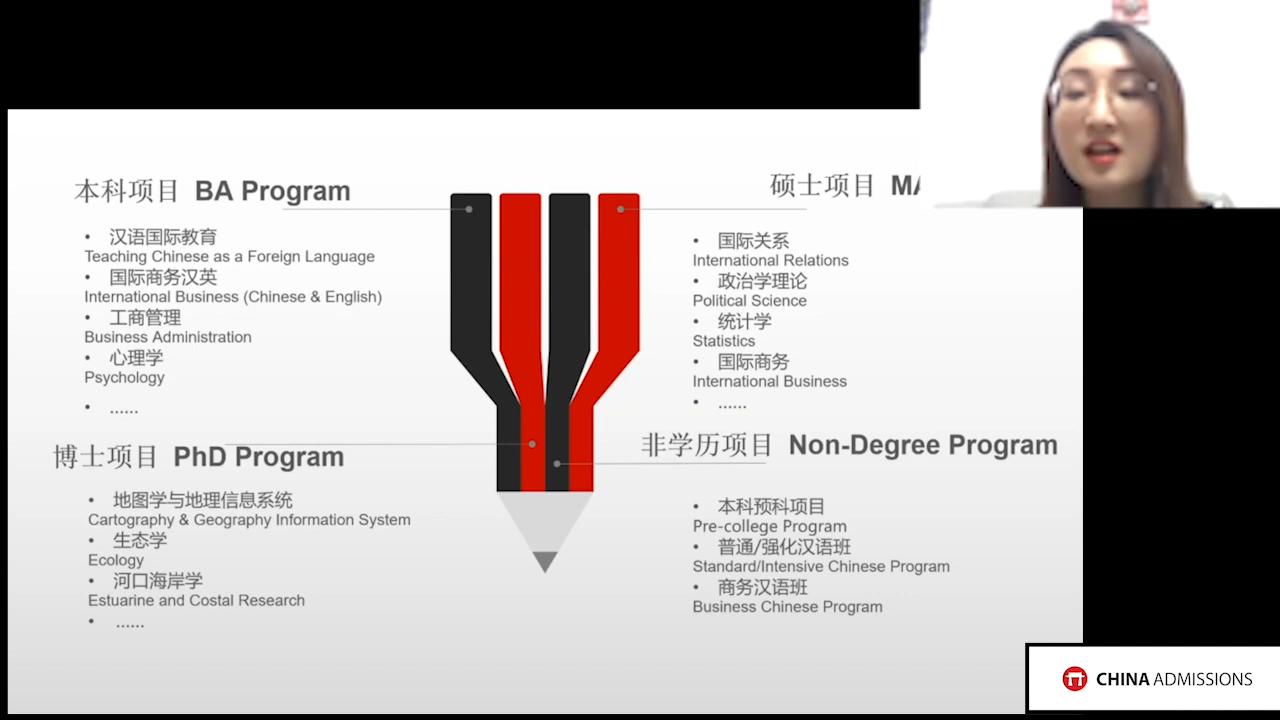 本科项目 BA Program
• 汉语国际教育
Teaching Chinese as a Foreign Language
• 国际商务汉英
International Business (Chinese & English)
• 工商管理
Business Administration
• 心理学
Psychology
• ......
硕士项目 MA
• 国际关系
International Relations
• 政治学理论
Political Science
• 统计学
Statistics
• 国际商务
International Business
• ......
博士项目 PhD Program
• 地图学与地理信息系统
Cartography & Geography Information System
• 生态学
Ecology
• 河口海岸学
Estuarine and Costal Research
• ......
非学历项目 Non-Degree Program
• 本科预科项目
Pre-college Program
• 普通/强化汉语班
Standard/Intensive Chinese Program
• 商务汉语班
Business Chinese Program
CHINA ADMISSIONS